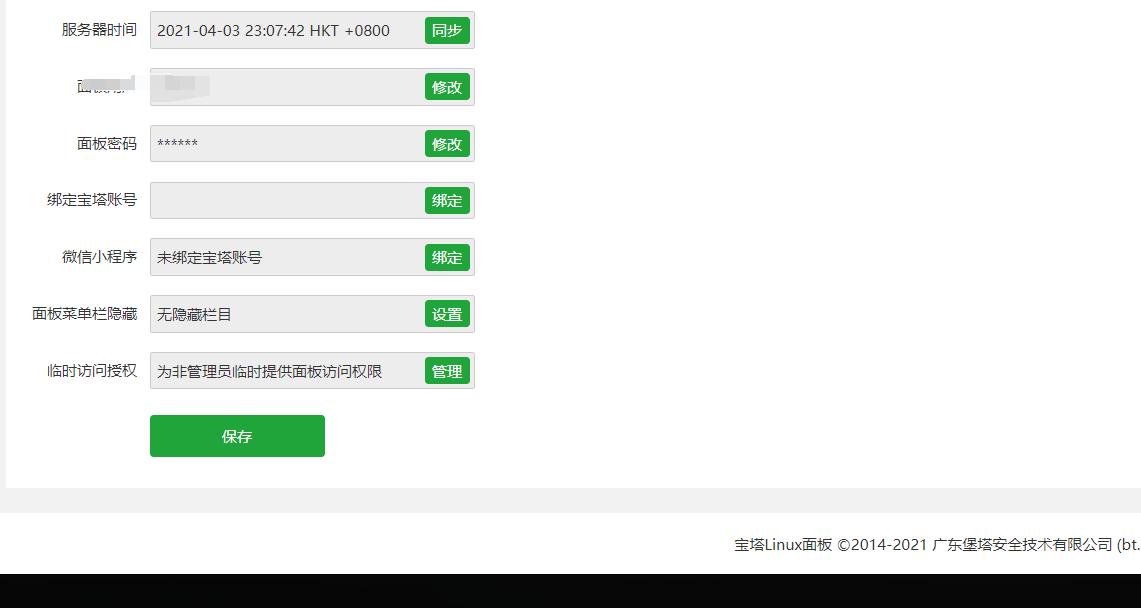 服务器时间 2021-04-03 23:07:42 HKT +0800 同步
修改
面板密码 ****** 修改
绑定宝塔账号 绑定
微信小程序 未绑定宝塔账号 绑定
面板菜单栏隐藏 无隐藏栏目 设置
临时访问授权 为非管理员临时提供面板访问权限 管理
保存
宝塔Linux面板 ©2014-2021 广东堡塔安全技术有限公司 (bt.